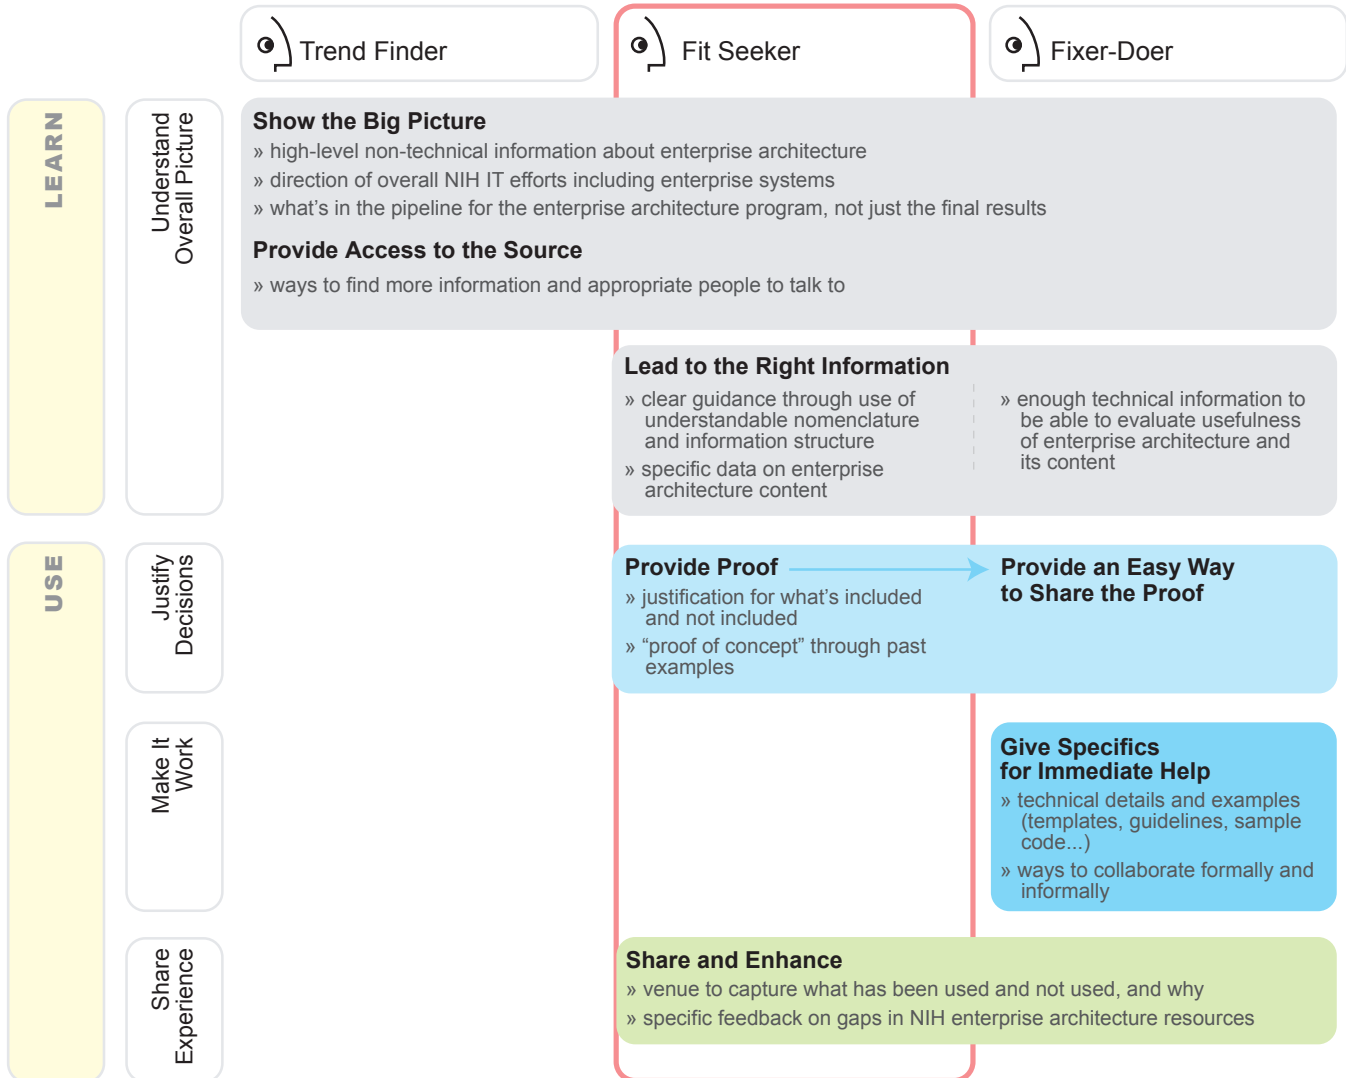 Trend Finder
Fit Seeker
Fixer-Doer
LEARN
Understand
Overall Picture
Show the Big Picture
» high-level non-technical information about enterprise architecture
» direction of overall NIH IT efforts including enterprise systems
» what's in the pipeline for the enterprise architecture program, not just the final results
Provide Access to the Source
» ways to find more information and appropriate people to talk to
Lead to the Right Information
» clear guidance through use of
understandable nomenclature
and information structure
» specific data on enterprise
architecture content
» enough technical information to
be able to evaluate usefulness
of enterprise architecture and
its content
USE
Justify
Decisions
Provide Proof
» justification for what's included
and not included
» “proof of concept” through past
examples
Provide an Easy Way
to Share the Proof
Make It
Work
Give Specifics
for Immediate Help
» technical details and examples
(templates, guidelines, sample
code...)
» ways to collaborate formally and
informally
Share
Experience
Share and Enhance
» venue to capture what has been used and not used, and why
» specific feedback on gaps in NIH enterprise architecture resources